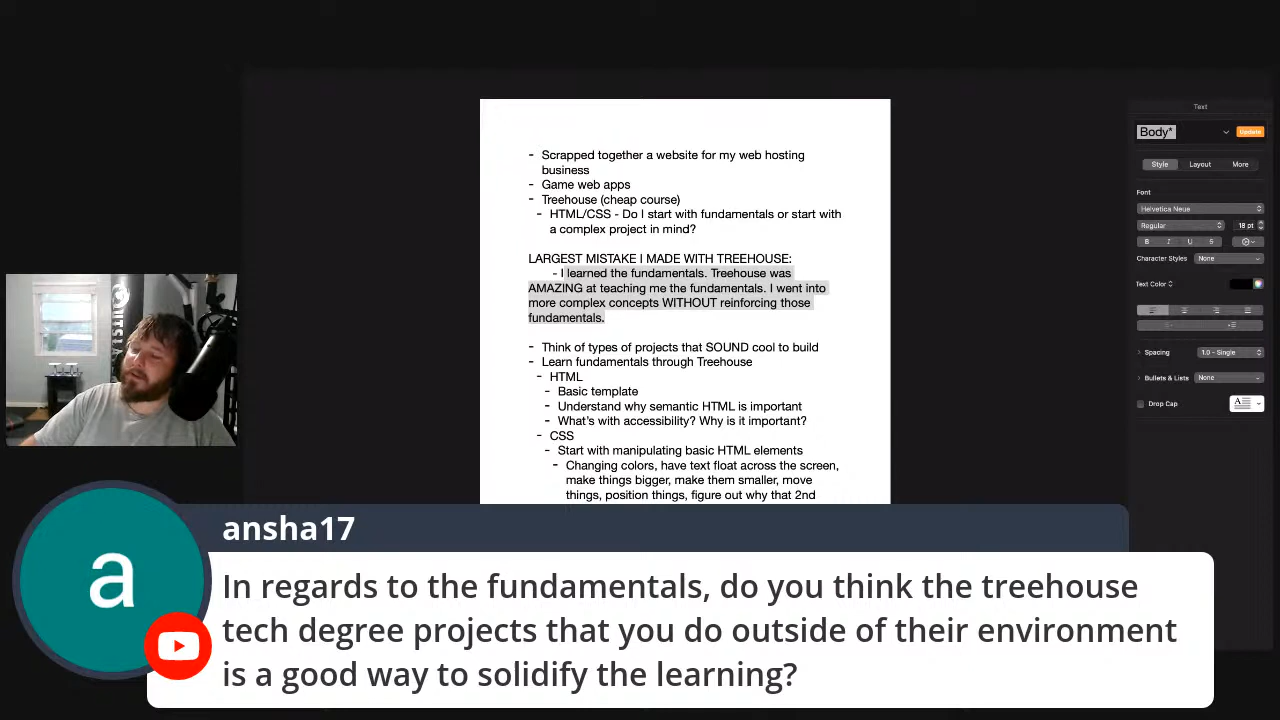 - Scrapped together a website for my web hosting
business
- Game web apps
- Treehouse (cheap course)
- HTML/CSS - Do I start with fundamentals or start with
a complex project in mind?
LARGEST MISTAKE I MADE WITH TREEHOUSE:
- I learned the fundamentals. Treehouse was
AMAZING at teaching me the fundamentals. I went into
more complex concepts WITHOUT reinforcing those
fundamentals.
- Think of types of projects that SOUND cool to build
- Learn fundamentals through Treehouse
- HTML
- Basic template
- Understand why semantic HTML is important
- What's with accessibility? Why is it important?
- CSS
- Start with manipulating basic HTML elements
- Changing colors, have text float across the screen,
make things bigger, make them smaller, move
things, position things, figure out why that 2nd
Text
Body*
Update
Style Layout More
Font
Helvetica Neue
Regular 18 pt
B I U S
Character Styles None
Text Color
Spacing 1.0 - Single
Bullets & Lists None
Drop Cap
ansha17
a
In regards to the fundamentals, do you think the treehouse
tech degree projects that you do outside of their environment
is a good way to solidify the learning?